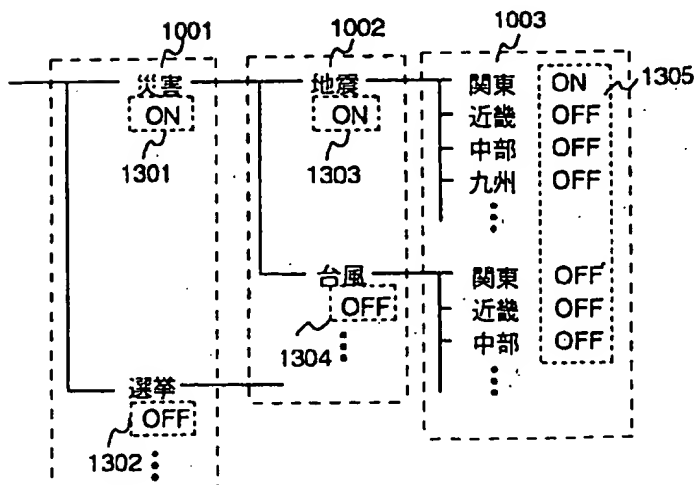 1001
1002
1003
災害
地震
関東 ON
1305
ON
ON
近畿 OFF
中部 OFF
1301
1303
九州 OFF
台風
関東 OFF
OFF
近畿 OFF
1304
中部 OFF
選挙
OFF
1302